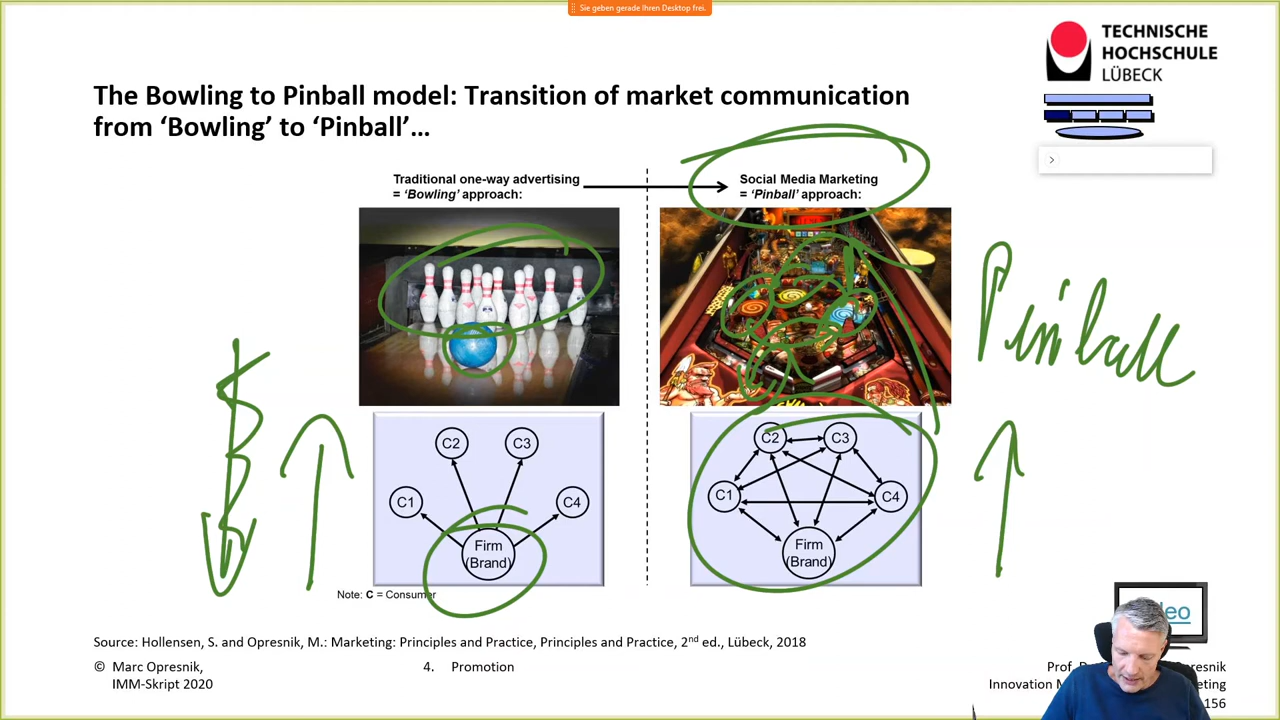 Sie geben gerade Ihren Desktop frei.
TECHNISCHE
HOCHSCHULE
LÜBECK
The Bowling to Pinball model: Transition of market communication
from ‘Bowling’ to ‘Pinball’…
Traditional one-way advertising
= ‘Bowling’ approach:
Social Media Marketing
= ‘Pinball’ approach:
Pinball
C2
C3
C1
C4
Firm
(Brand)
C2
C3
C1
C4
Firm
(Brand)
Note: C = Consumer
Source: Hollensen, S. and Opresnik, M.: Marketing: Principles and Practice, Principles and Practice, 2nd ed., Lübeck, 2018
© Marc Opresnik,
IMM-Skript 2020
4. Promotion
156